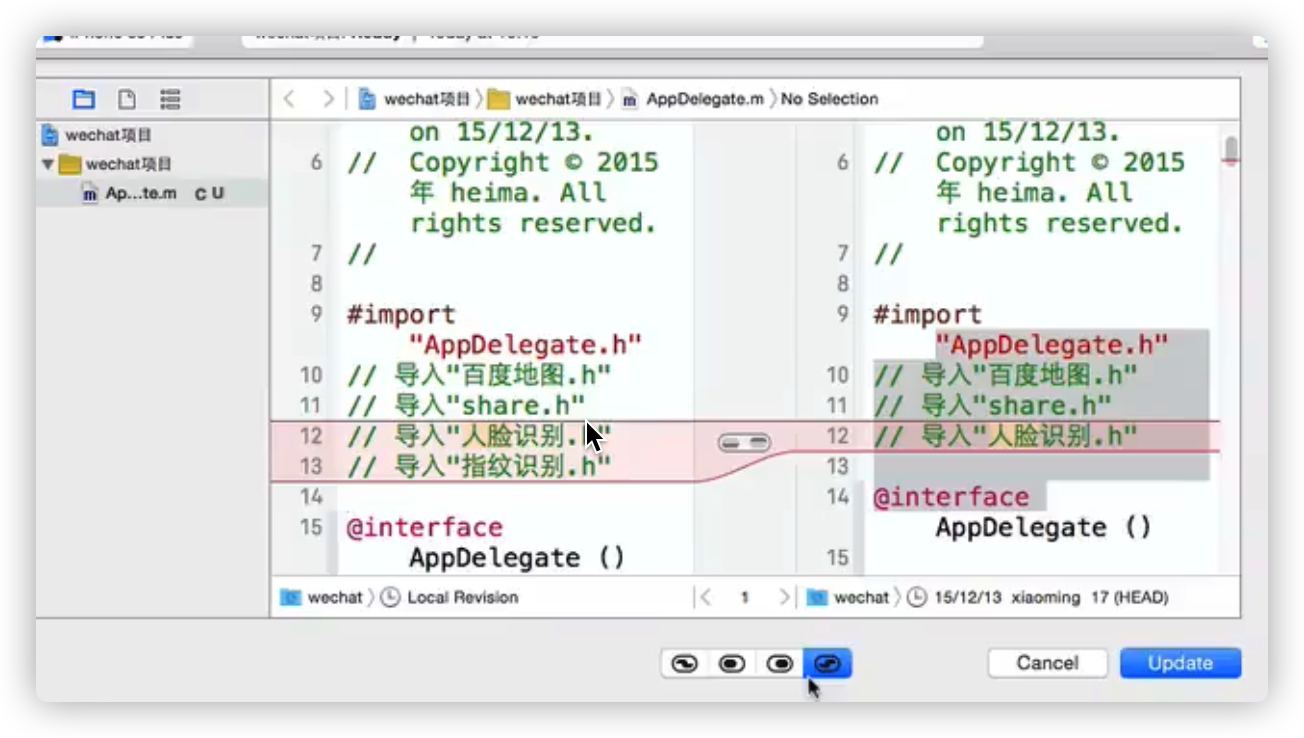 wechat项目
wechat项目
Ap...te.m C U
wechat项目 〉 wechat项目 〉 AppDelegate.m 〉 No Selection
on 15/12/13.
6 // Copyright © 2015
年 heima. All
rights reserved.
7 //
8
9 #import
"AppDelegate.h"
10 // 导入"百度地图.h"
11 // 导入"share.h"
12 // 导入"人脸识别.h"
13 // 导入"指纹识别.h"
14
15 @interface
AppDelegate ()
on 15/12/13.
6 // Copyright © 2015
年 heima. All
rights reserved.
7 //
8
9 #import
"AppDelegate.h"
10 // 导入"百度地图.h"
11 // 导入"share.h"
12 // 导入"人脸识别.h"
13
14 @interface
AppDelegate ()
15
wechat 〉 Local Revision
1
wechat 〉 15/12/13 xiaoming 17 (HEAD)
Cancel
Update